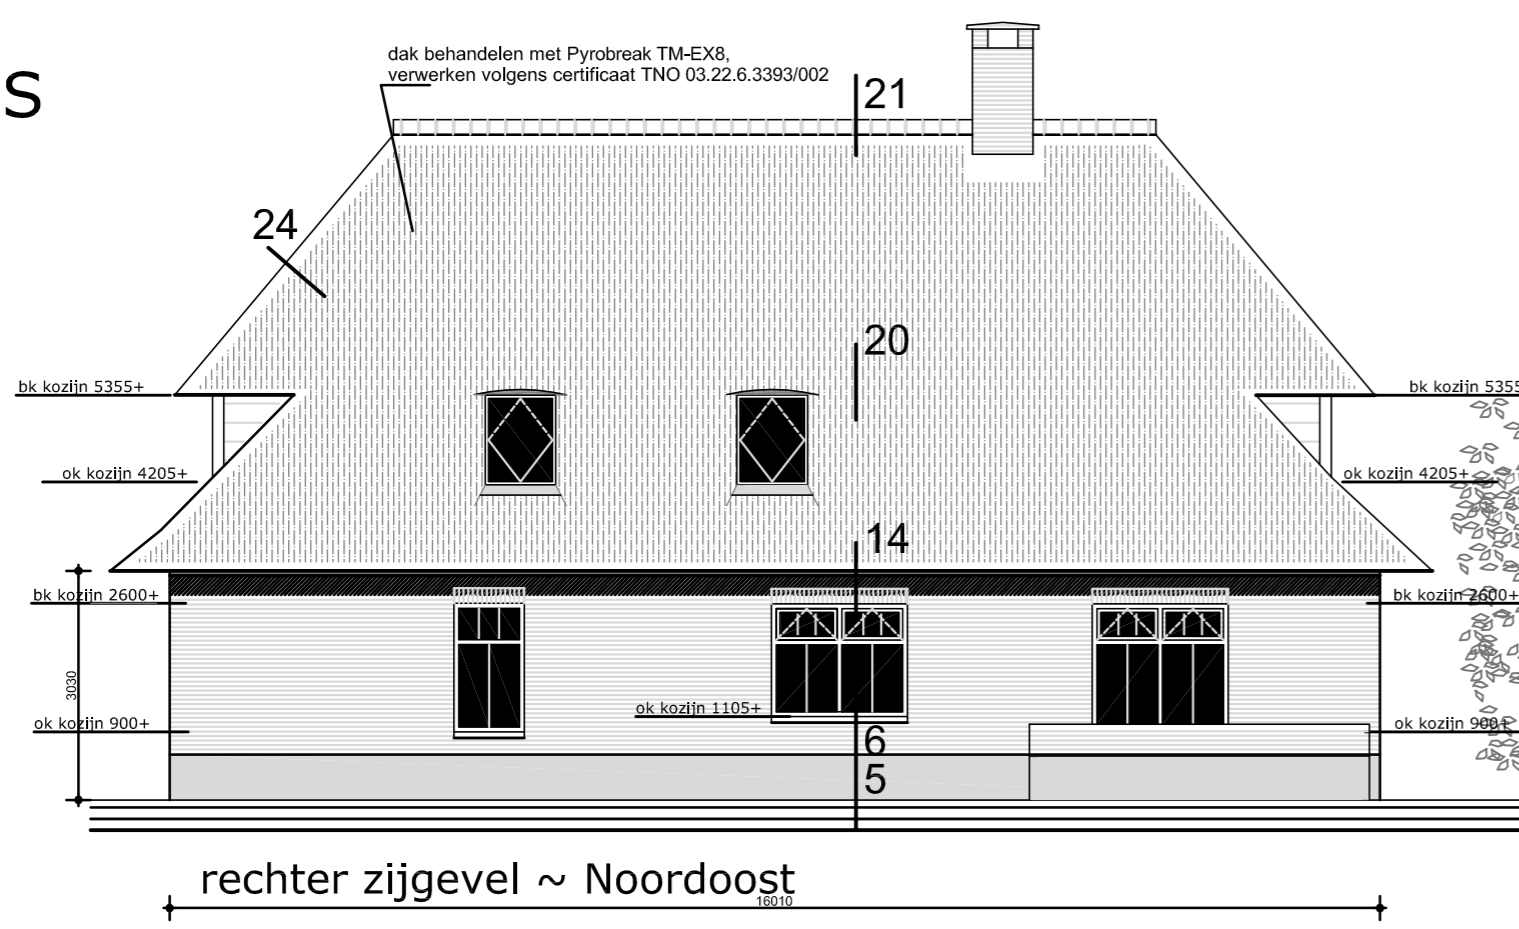 S
dak behandelen met Pyrobreak TM-EX8,
verwerken volgens certificaat TNO 03.22.6.3393/002
21
24
20
bk kozijn 5355+
bk kozijn 5355
ok kozijn 4205+
ok kozijn 4205+
14
bk kozijn 2600+
bk kozijn 2600+
3030
ok kozijn 1105+
ok kozijn 900+
ok kozijn 900+
6
5
rechter zijgevel ~ Noordoost
16010